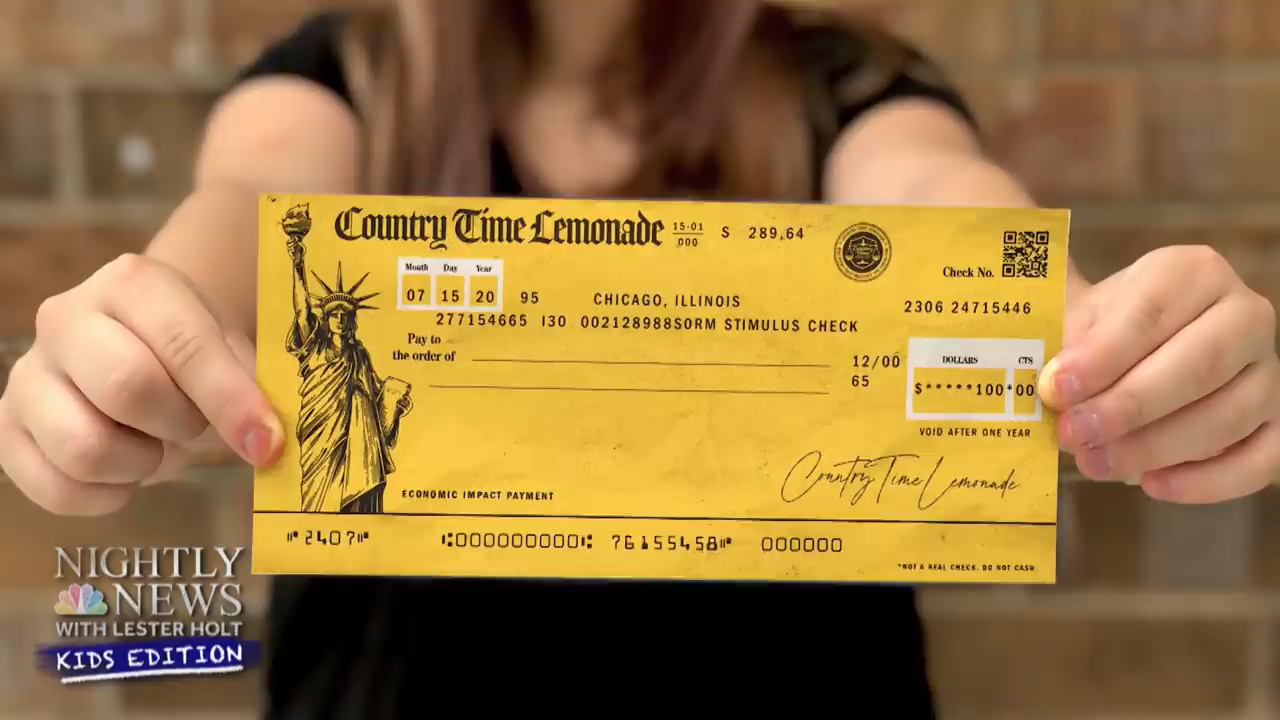 Country Time Lemonade
15-01
000
$ 289,64
Month Day Year
07 15 20
95
CHICAGO, ILLINOIS
Check No.
2306 24715446
277154665 I30 002128988SORM STIMULUS CHECK
Pay to
the order of
12/00
65
DOLLARS CTS
$*****100*00
VOID AFTER ONE YEAR
Country Time Lemonade
ECONOMIC IMPACT PAYMENT
⑈2407⑈ ⑆000000000⑆ 76155458⑈ 000000
*NOT A REAL CHECK. DO NOT CASH.
NIGHTLY
NEWS
WITH LESTER HOLT
KIDS EDITION